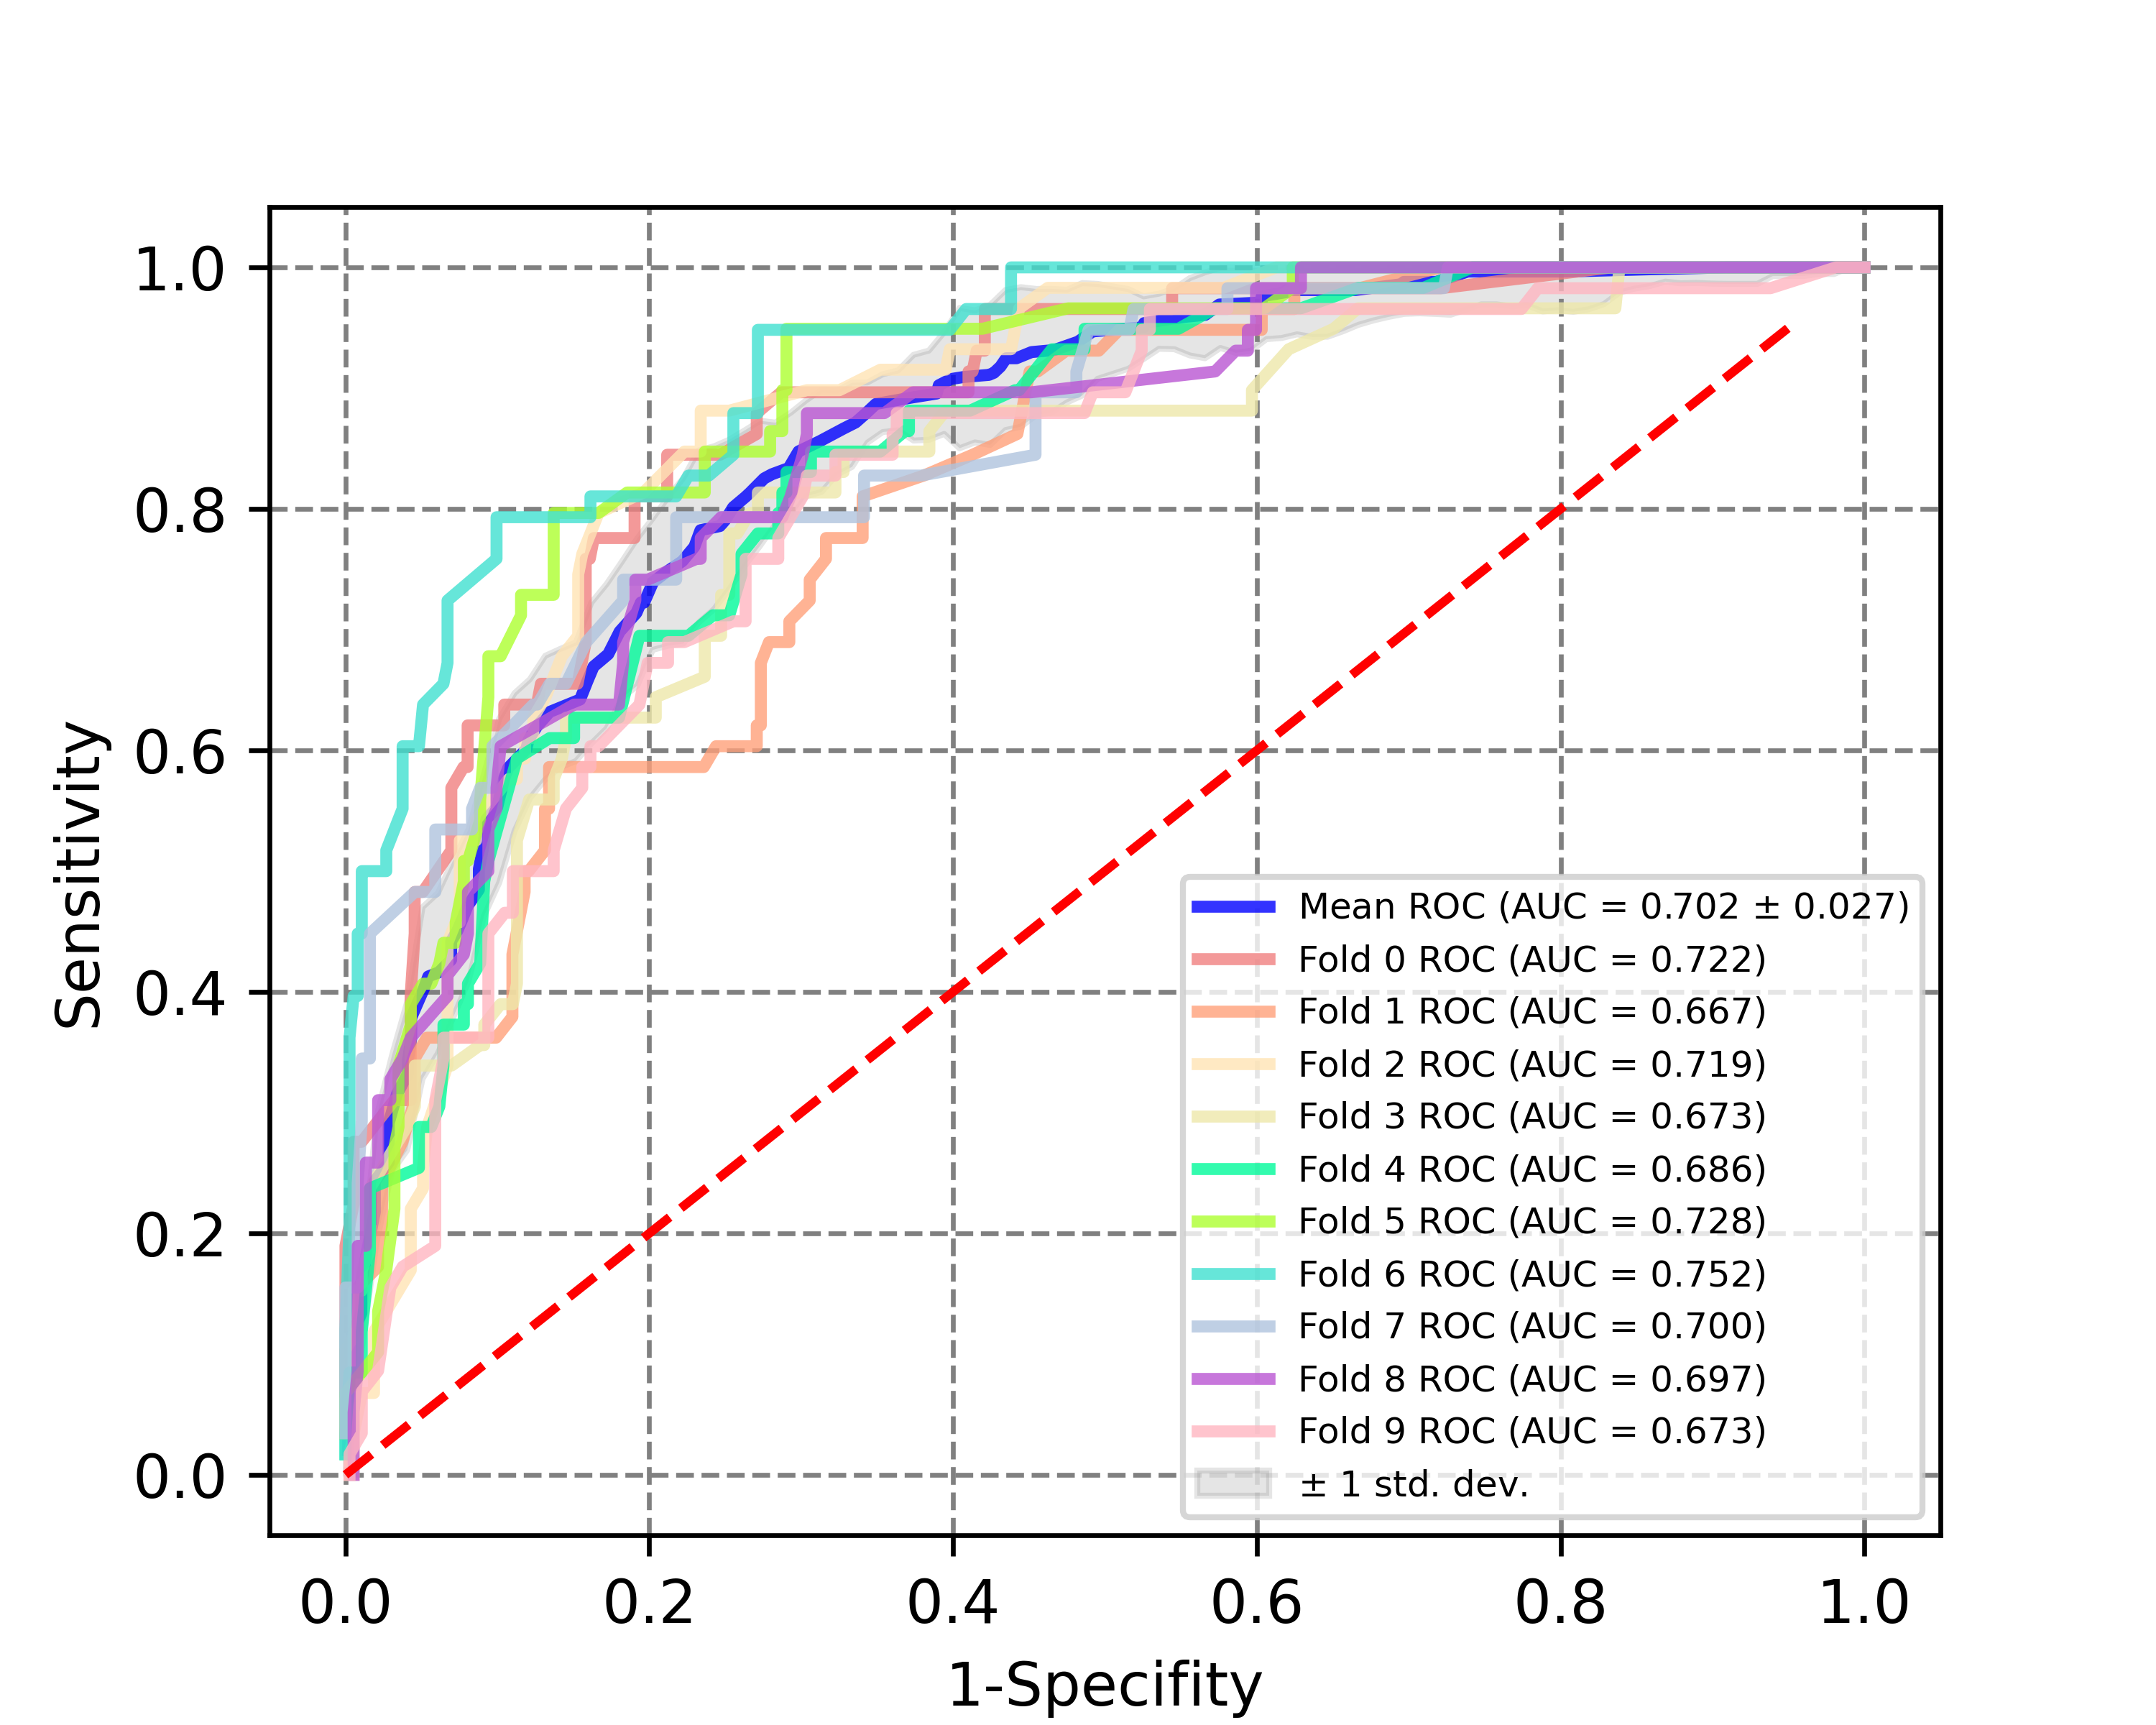 1.0
0.8
0.6
0.4
0.2
0.0
Sensitivity
Mean ROC (AUC = 0.702 ± 0.027)
Fold 0 ROC (AUC = 0.722)
Fold 1 ROC (AUC = 0.667)
Fold 2 ROC (AUC = 0.719)
Fold 3 ROC (AUC = 0.673)
Fold 4 ROC (AUC = 0.686)
Fold 5 ROC (AUC = 0.728)
Fold 6 ROC (AUC = 0.752)
Fold 7 ROC (AUC = 0.700)
Fold 8 ROC (AUC = 0.697)
Fold 9 ROC (AUC = 0.673)
± 1 std. dev.
0.0 0.2 0.4 0.6 0.8 1.0
1-Specifity